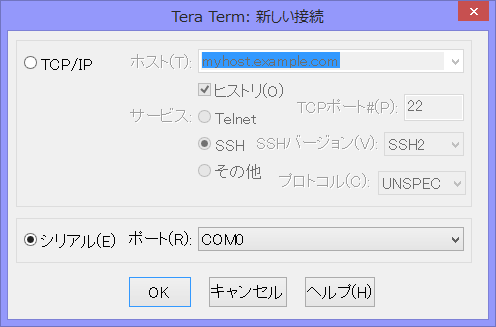 Tera Term: 新しい接続
TCP/IP
ホスト(T): myhost.example.com
ヒストリ(O)
サービス: Telnet
TCPポート#(P): 22
SSH
SSHバージョン(V): SSH2
その他
プロトコル(C): UNSPEC
シリアル(E) ポート(R): COM0
OK キャンセル ヘルプ(H)